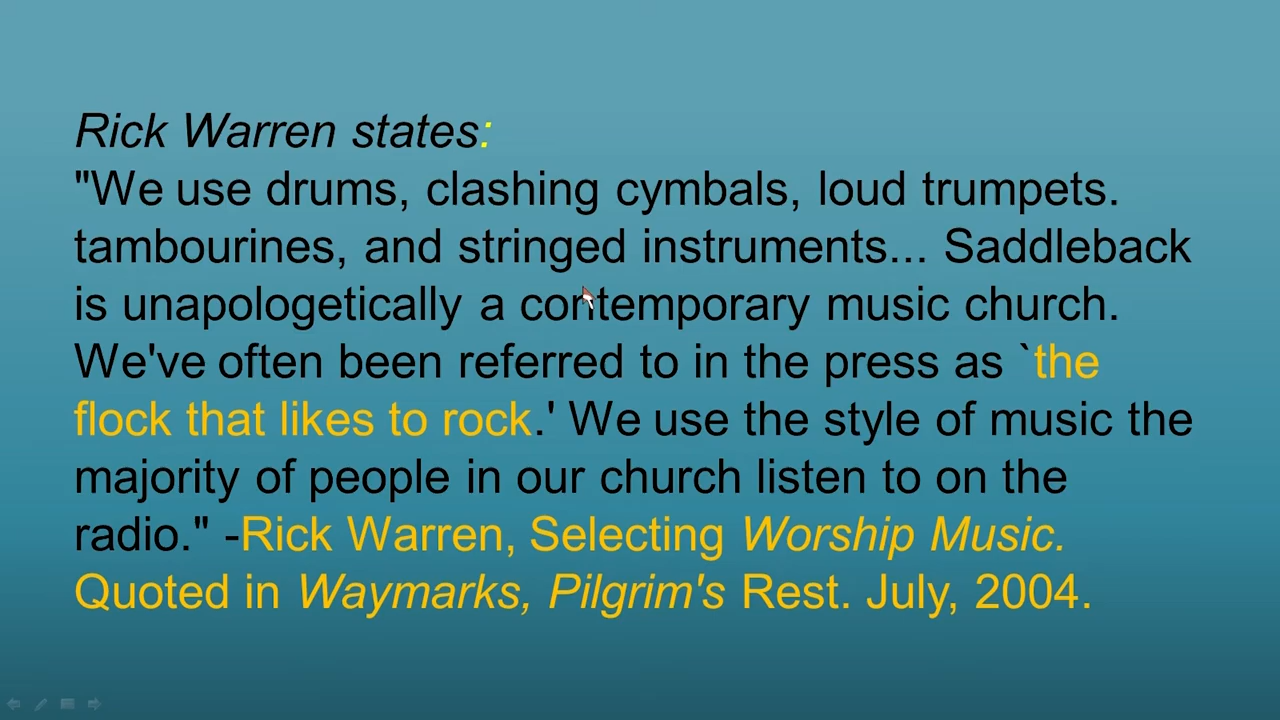 Rick Warren states:
"We use drums, clashing cymbals, loud trumpets.
tambourines, and stringed instruments... Saddleback
is unapologetically a contemporary music church.
We've often been referred to in the press as `the
flock that likes to rock.' We use the style of music the
majority of people in our church listen to on the
radio." -Rick Warren, Selecting Worship Music.
Quoted in Waymarks, Pilgrim's Rest. July, 2004.